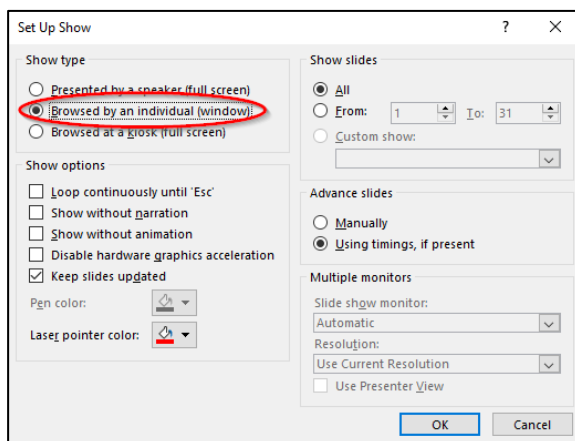 Set Up Show
?
Show type
Presented by a speaker (full screen)
Browsed by an individual (window)
Browsed at a kiosk (full screen)
Show options
Loop continuously until 'Esc'
Show without narration
Show without animation
Disable hardware graphics acceleration
Keep slides updated
Pen color:
Laser pointer color:
Show slides
All
From: 1 To: 31
Custom show:
Advance slides
Manually
Using timings, if present
Multiple monitors
Slide show monitor:
Automatic
Resolution:
Use Current Resolution
Use Presenter View
OK Cancel